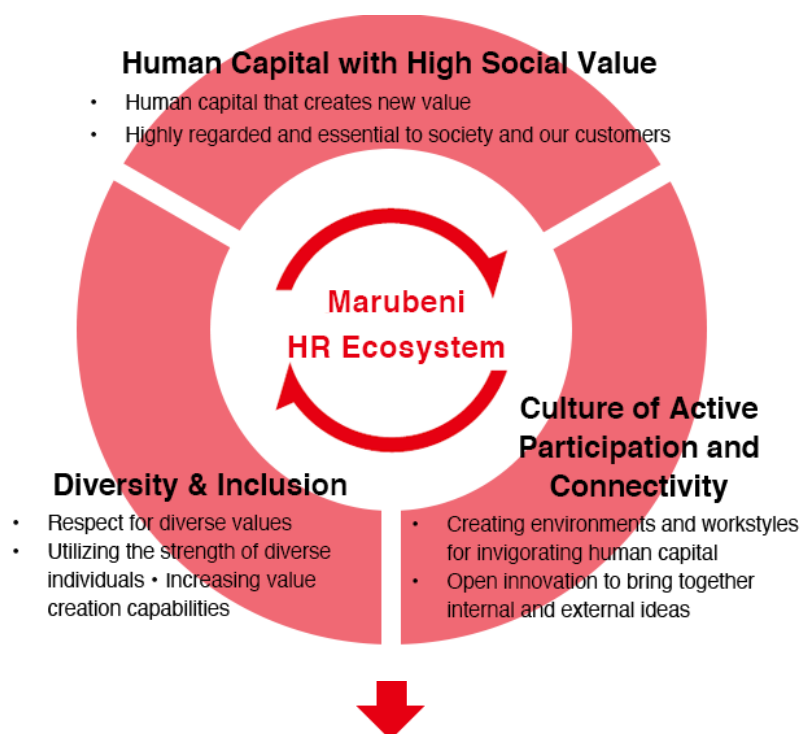 Human Capital with High Social Value
• Human capital that creates new value
• Highly regarded and essential to society and our customers
Marubeni
HR Ecosystem
Diversity & Inclusion
• Respect for diverse values
• Utilizing the strength of diverse
individuals • Increasing value
creation capabilities
Culture of Active
Participation and
Connectivity
• Creating environments and workstyles
for invigorating human capital
• Open innovation to bring together
internal and external ideas